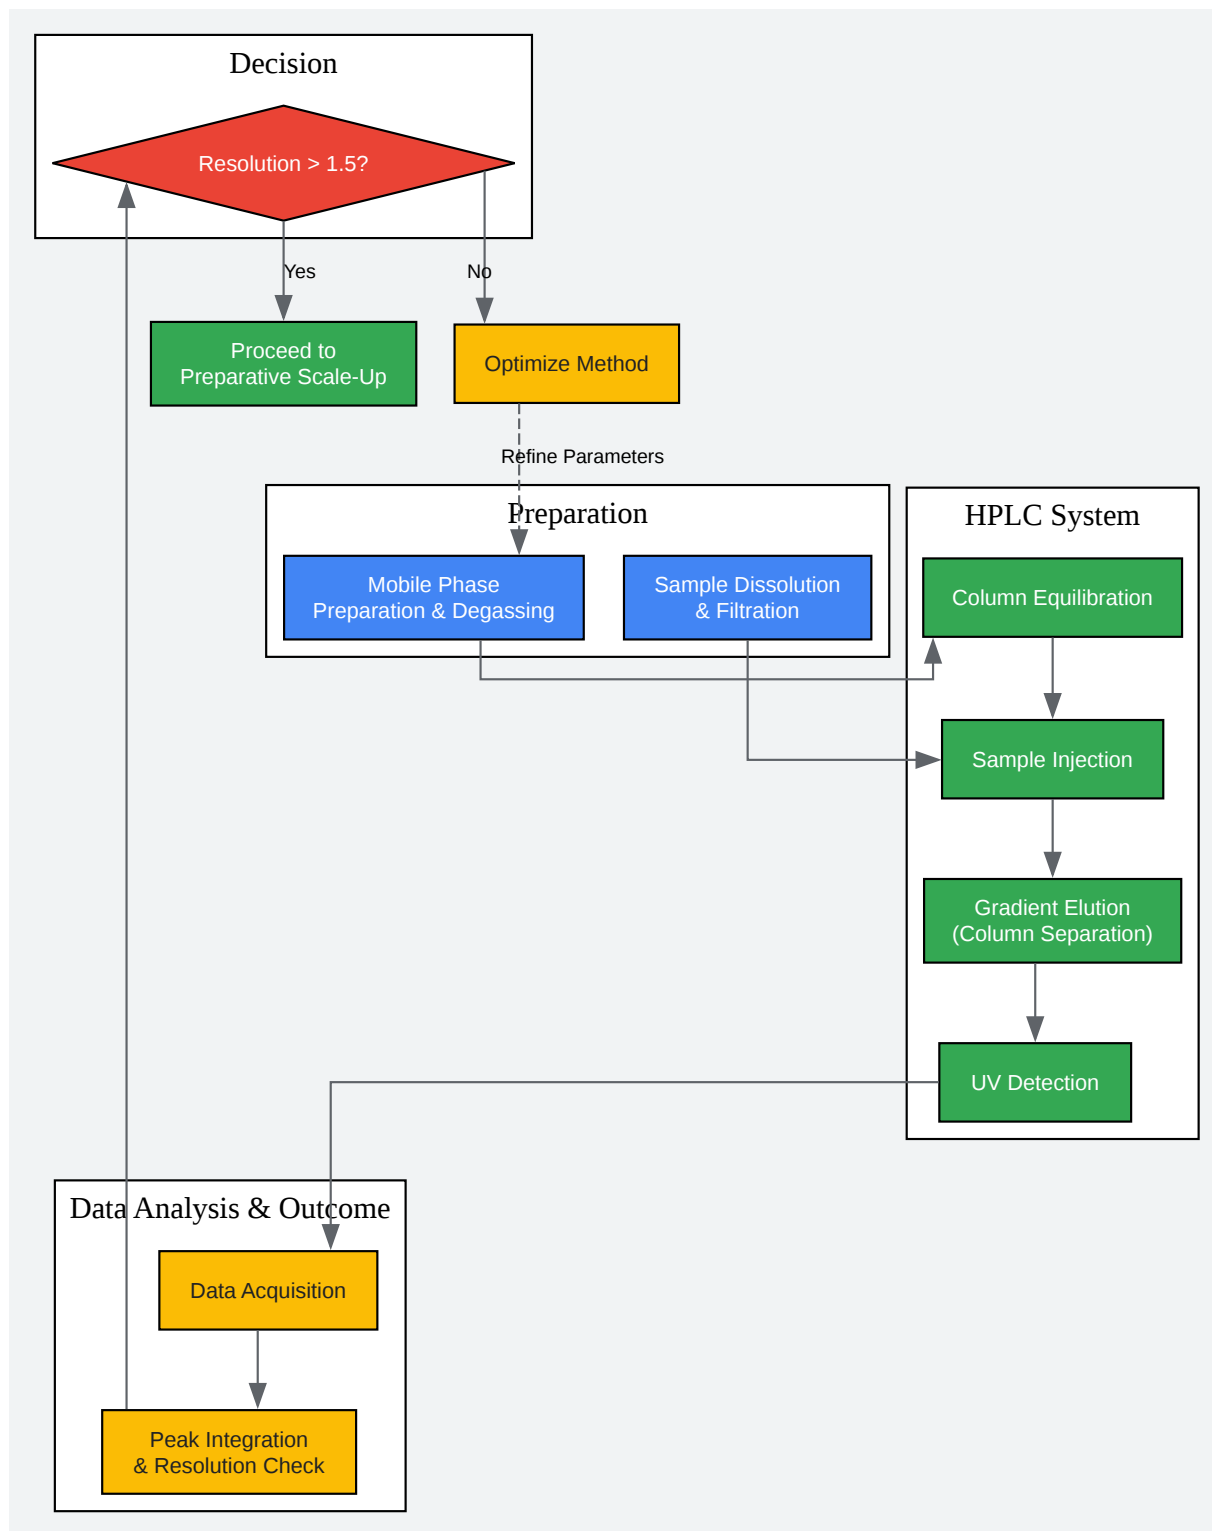 Decision
Resolution > 1.5?
Yes
No
Proceed to
Preparative Scale-Up
Optimize Method
Refine Parameters
Preparation
Mobile Phase
Preparation & Degassing
Sample Dissolution
& Filtration
HPLC System
Column Equilibration
Sample Injection
Gradient Elution
(Column Separation)
UV Detection
Data Analysis & Outcome
Data Acquisition
Peak Integration
& Resolution Check